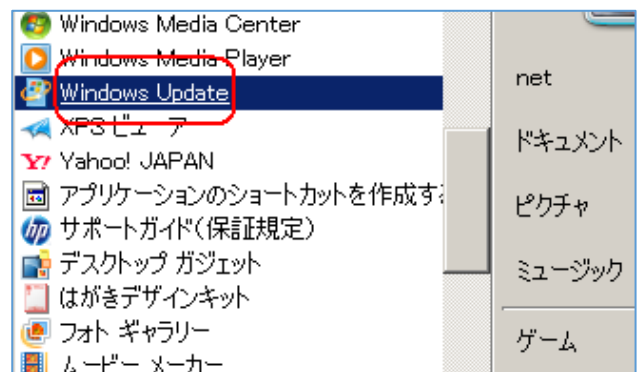 Windows Media Center
Windows Media Player
Windows Update
XPS ビューアー
Yahoo! JAPAN
アプリケーションのショートカットを作成する
サポートガイド(保証規定)
デスクトップ ガジェット
はがきデザインキット
フォト ギャラリー
ムービー メーカー
net
ドキュメント
ピクチャ
ミュージック
ゲーム